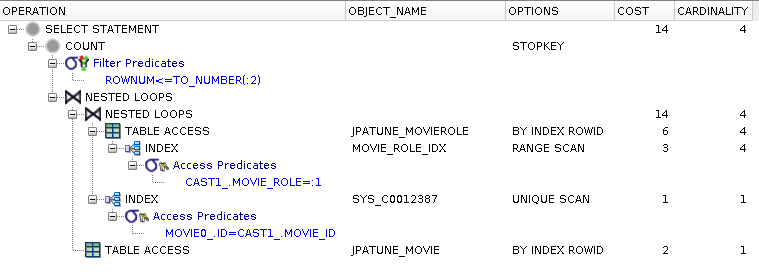 OPERATION OBJECT_NAME OPTIONS COST CARDINALITY
SELECT STATEMENT 14 4
COUNT STOPKEY
Filter Predicates
ROWNUM<=TO_NUMBER(:2)
NESTED LOOPS
NESTED LOOPS 14 4
TABLE ACCESS JPATUNE_MOVIEROLE BY INDEX ROWID 6 4
INDEX MOVIE_ROLE_IDX RANGE SCAN 3 4
Access Predicates
CAST1_.MOVIE_ROLE=:1
INDEX SYS_C0012387 UNIQUE SCAN 1 1
Access Predicates
MOVIE0_.ID=CAST1_.MOVIE_ID
TABLE ACCESS JPATUNE_MOVIE BY INDEX ROWID 2 1